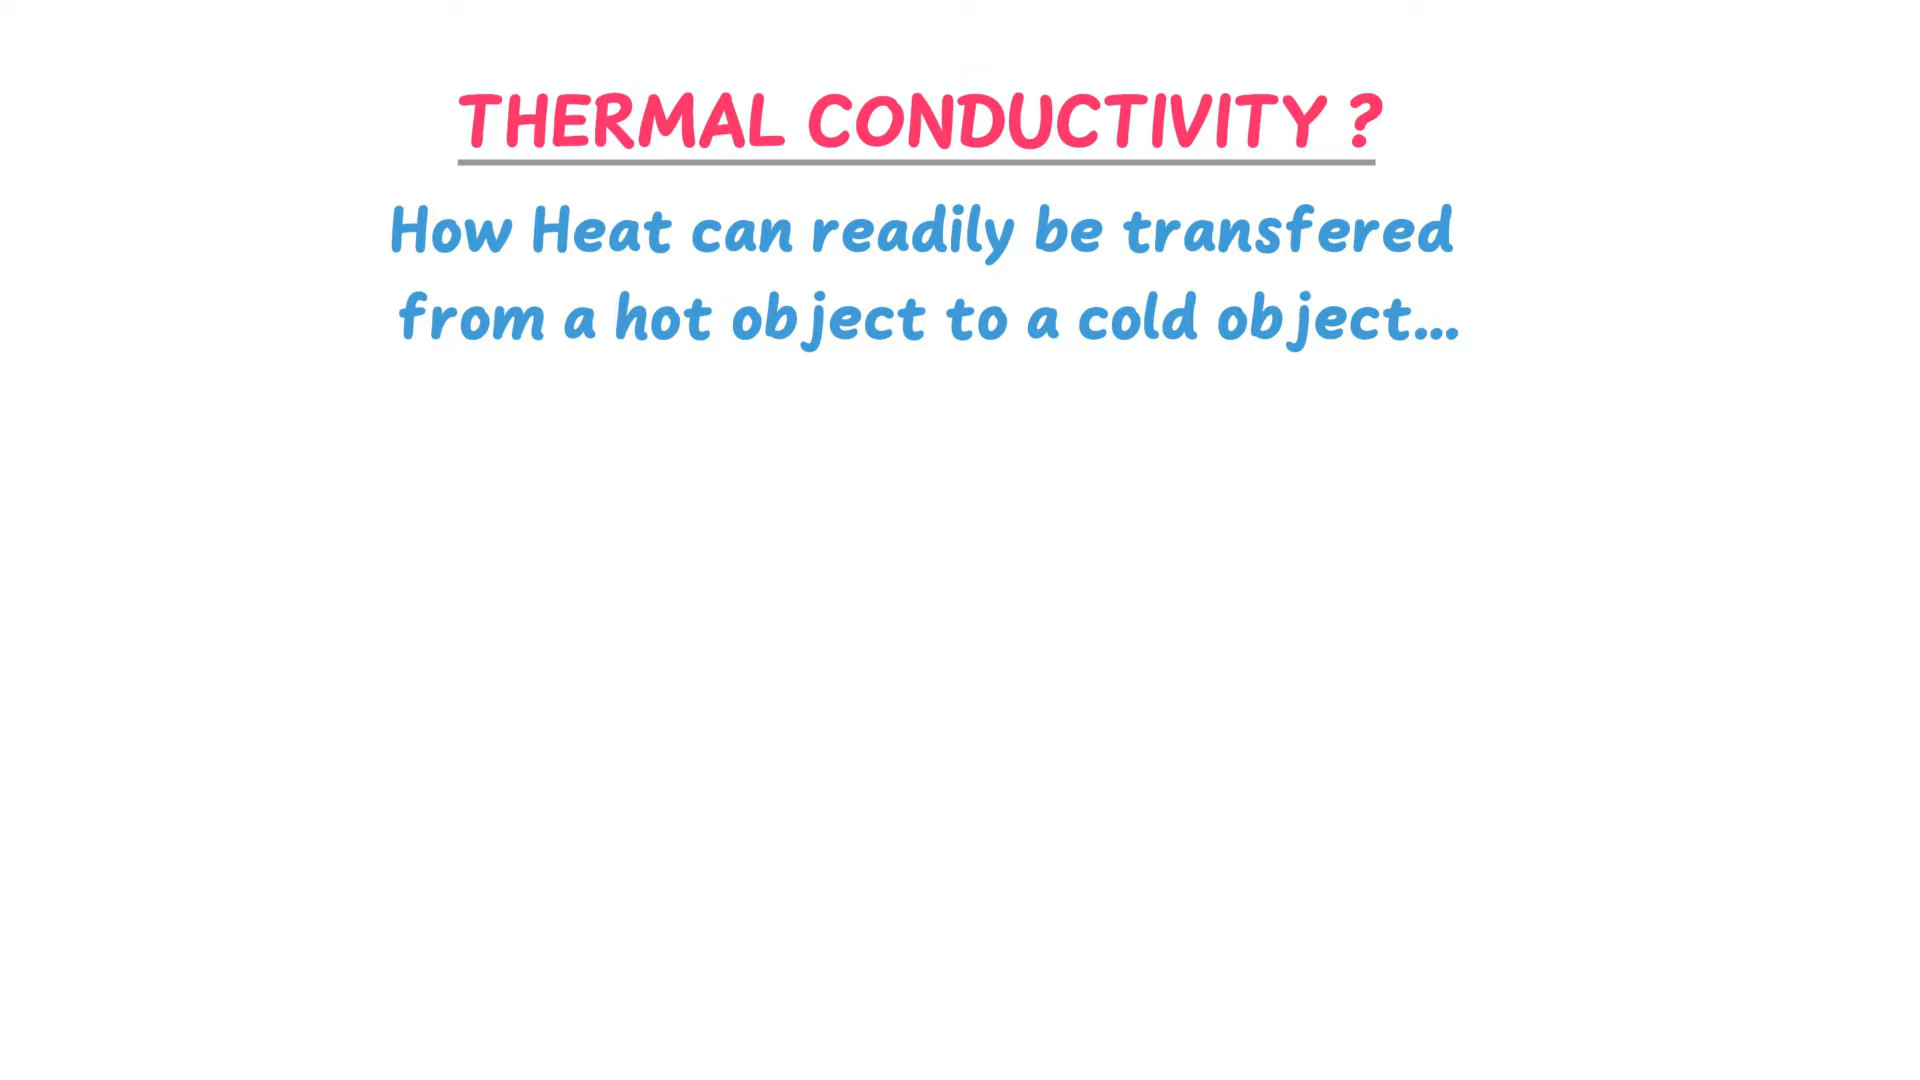 THERMAL CONDUCTIVITY ?
How Heat can readily be transfered
from a hot object to a cold object...